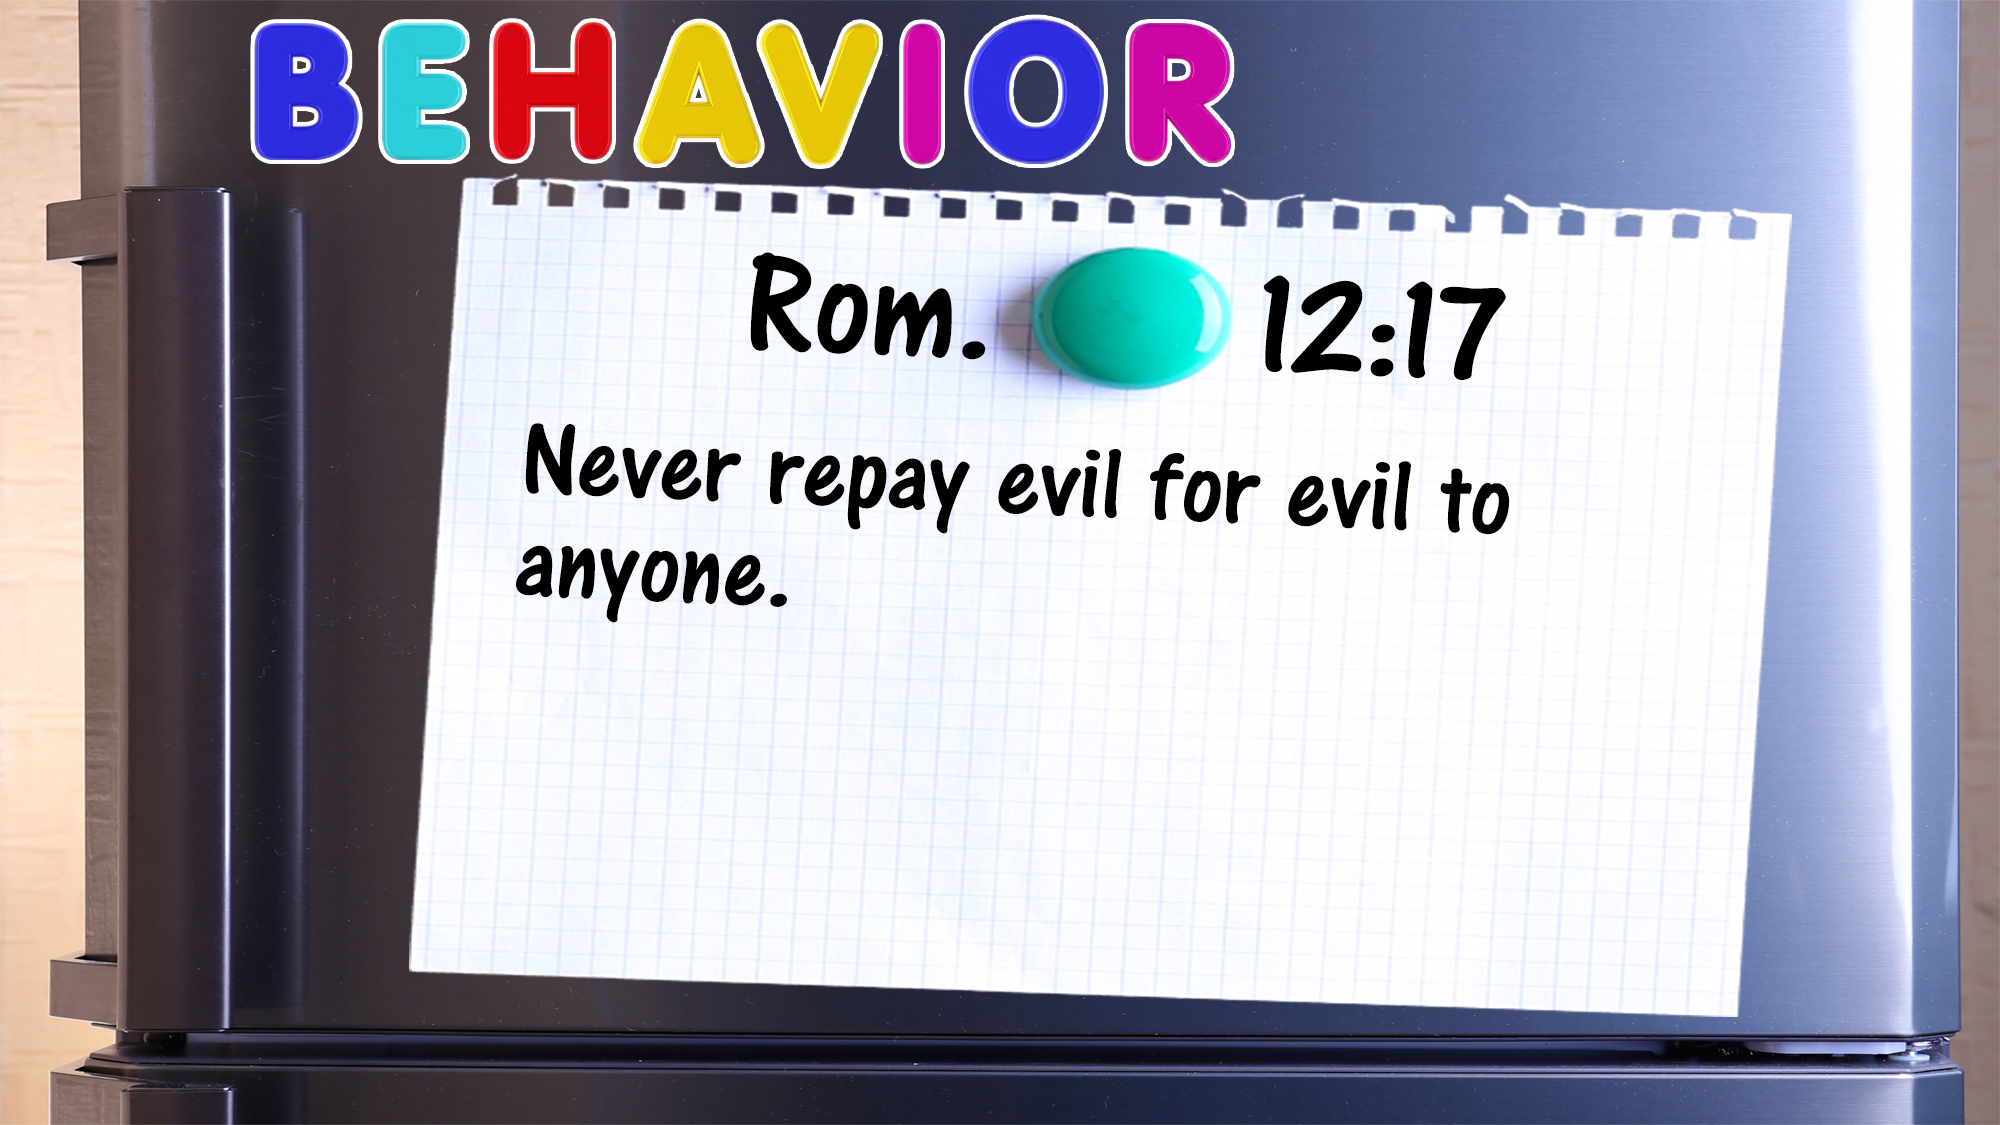 BEHAVIOR
Rom. 12:17
Never repay evil for evil to
anyone.